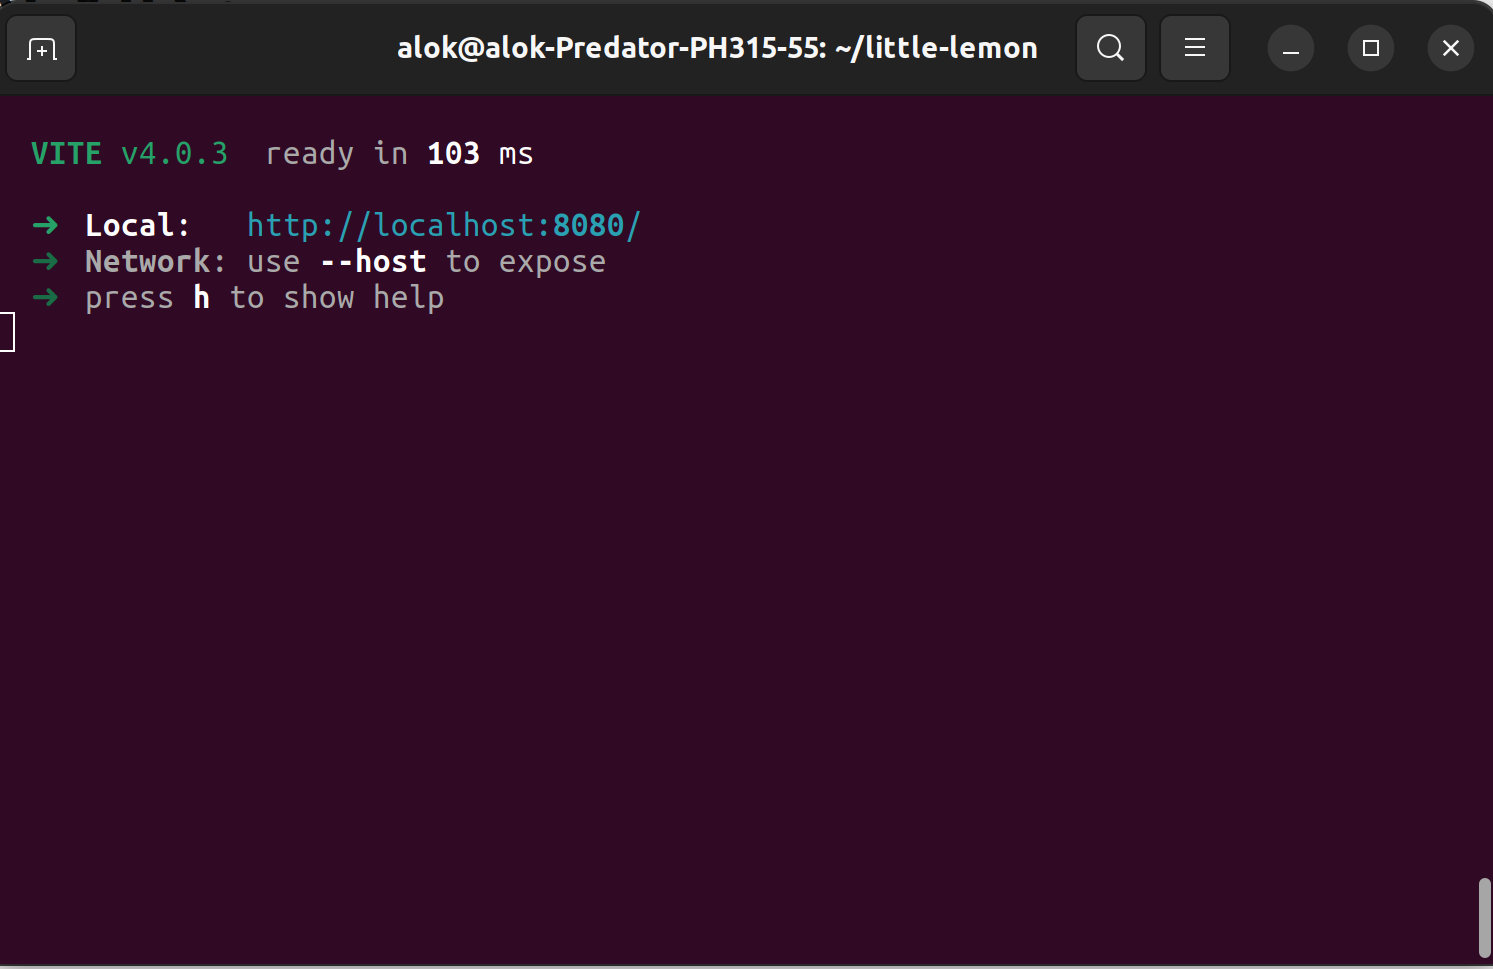 alok@alok-Predator-PH315-55: ~/little-lemon
VITE v4.0.3  ready in 103 ms
➜  Local:   http://localhost:8080/
➜  Network: use --host to expose
➜  press h to show help